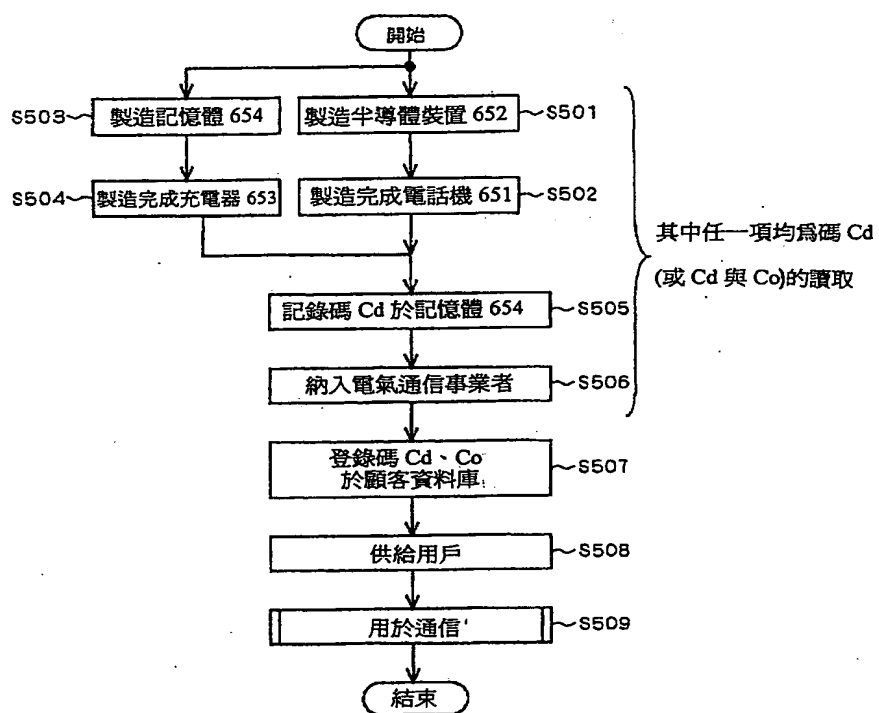 開始
S503 製造記憶體 654 製造半導體裝置 652 S501
S504 製造完成充電器 653 製造完成電話機 651 S502
其中任一項均為碼 Cd
(或 Cd 與 Co)的讀取
記錄碼 Cd 於記憶體 654 S505
納入電氣通信事業者 S506
登錄碼 Cd、Co
於顧客資料庫 S507
供給用戶 S508
用於通信 S509
結束